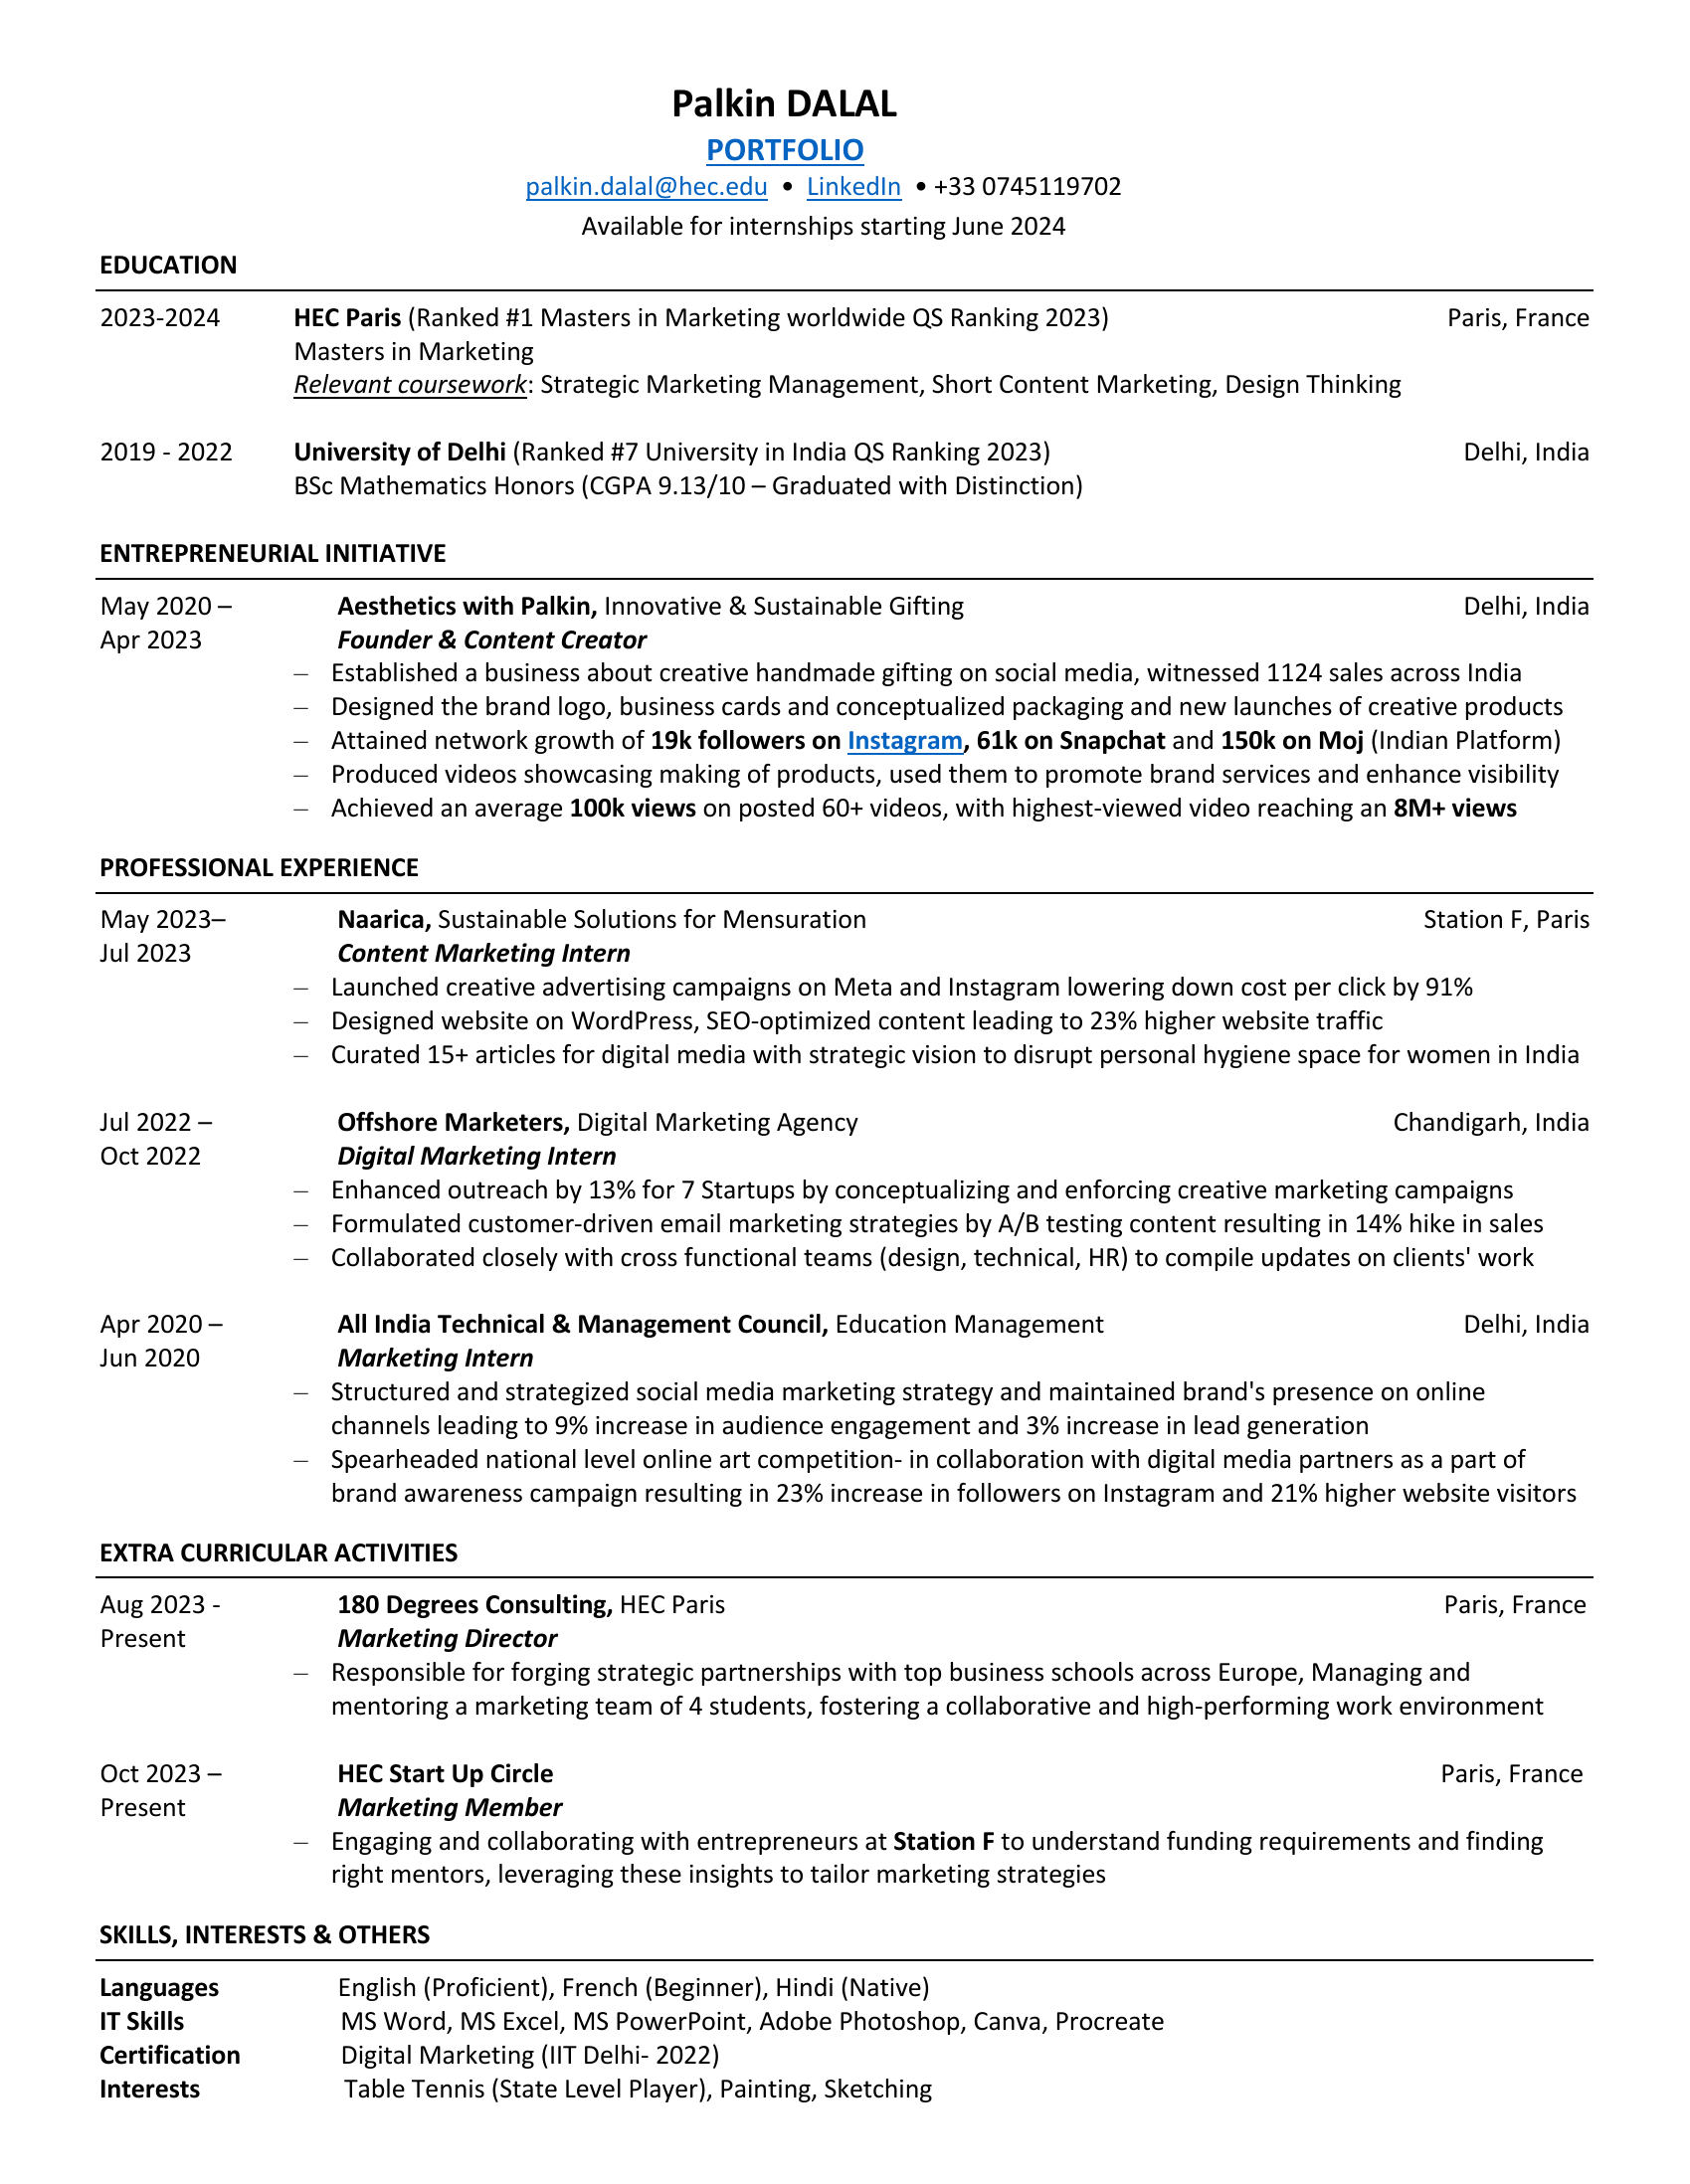 Palkin DALAL
PORTFOLIO
palkin.dalal@hec.edu • LinkedIn • +33 0745119702
Available for internships starting June 2024
EDUCATION
2023-2024 HEC Paris (Ranked #1 Masters in Marketing worldwide QS Ranking 2023) Paris, France
Masters in Marketing
Relevant coursework: Strategic Marketing Management, Short Content Marketing, Design Thinking
2019 - 2022 University of Delhi (Ranked #7 University in India QS Ranking 2023) Delhi, India
BSc Mathematics Honors (CGPA 9.13/10 – Graduated with Distinction)
ENTREPRENEURIAL INITIATIVE
May 2020 – Aesthetics with Palkin, Innovative & Sustainable Gifting Delhi, India
Apr 2023 Founder & Content Creator
– Established a business about creative handmade gifting on social media, witnessed 1124 sales across India
– Designed the brand logo, business cards and conceptualized packaging and new launches of creative products
– Attained network growth of 19k followers on Instagram, 61k on Snapchat and 150k on Moj (Indian Platform)
– Produced videos showcasing making of products, used them to promote brand services and enhance visibility
– Achieved an average 100k views on posted 60+ videos, with highest-viewed video reaching an 8M+ views
PROFESSIONAL EXPERIENCE
May 2023– Naarica, Sustainable Solutions for Mensuration Station F, Paris
Jul 2023 Content Marketing Intern
– Launched creative advertising campaigns on Meta and Instagram lowering down cost per click by 91%
– Designed website on WordPress, SEO-optimized content leading to 23% higher website traffic
– Curated 15+ articles for digital media with strategic vision to disrupt personal hygiene space for women in India
Jul 2022 – Offshore Marketers, Digital Marketing Agency Chandigarh, India
Oct 2022 Digital Marketing Intern
– Enhanced outreach by 13% for 7 Startups by conceptualizing and enforcing creative marketing campaigns
– Formulated customer-driven email marketing strategies by A/B testing content resulting in 14% hike in sales
– Collaborated closely with cross functional teams (design, technical, HR) to compile updates on clients' work
Apr 2020 – All India Technical & Management Council, Education Management Delhi, India
Jun 2020 Marketing Intern
– Structured and strategized social media marketing strategy and maintained brand's presence on online
channels leading to 9% increase in audience engagement and 3% increase in lead generation
– Spearheaded national level online art competition- in collaboration with digital media partners as a part of
brand awareness campaign resulting in 23% increase in followers on Instagram and 21% higher website visitors
EXTRA CURRICULAR ACTIVITIES
Aug 2023 - 180 Degrees Consulting, HEC Paris Paris, France
Present Marketing Director
– Responsible for forging strategic partnerships with top business schools across Europe, Managing and
mentoring a marketing team of 4 students, fostering a collaborative and high-performing work environment
Oct 2023 – HEC Start Up Circle Paris, France
Present Marketing Member
– Engaging and collaborating with entrepreneurs at Station F to understand funding requirements and finding
right mentors, leveraging these insights to tailor marketing strategies
SKILLS, INTERESTS & OTHERS
Languages English (Proficient), French (Beginner), Hindi (Native)
IT Skills MS Word, MS Excel, MS PowerPoint, Adobe Photoshop, Canva, Procreate
Certification Digital Marketing (IIT Delhi- 2022)
Interests Table Tennis (State Level Player), Painting, Sketching